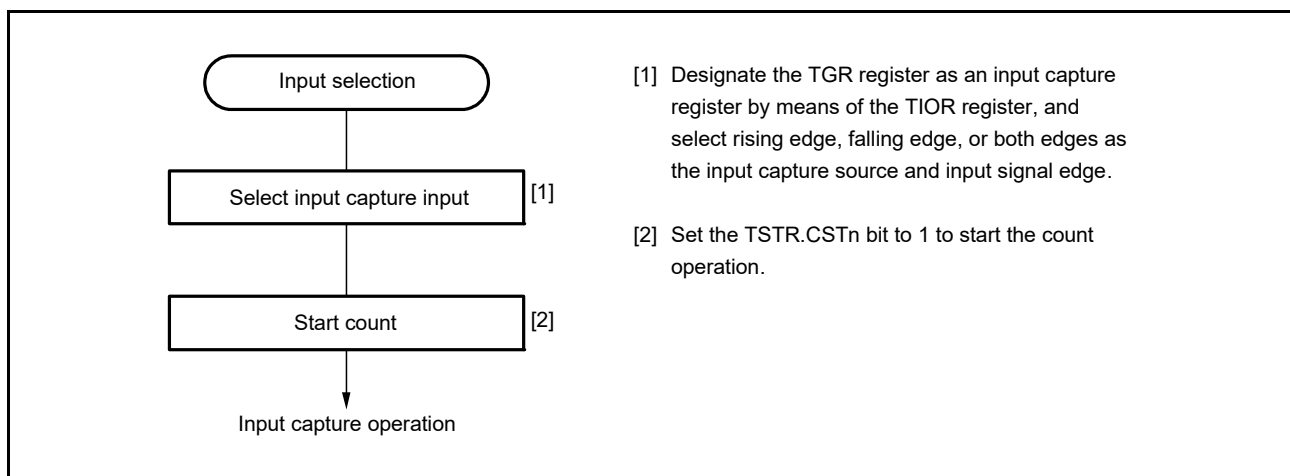 Input selection
Select input capture input
[1]
Start count
[2]
Input capture operation
[1] Designate the TGR register as an input capture
register by means of the TIOR register, and
select rising edge, falling edge, or both edges as
the input capture source and input signal edge.
[2] Set the TSTR.CSTn bit to 1 to start the count
operation.